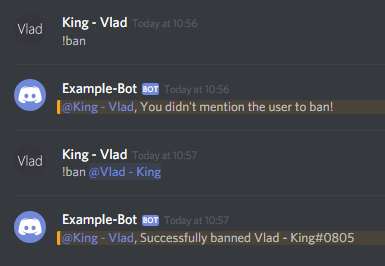 Vlad
King - Vlad Today at 10:56
!ban
Example-Bot BOT Today at 10:56
@King - Vlad, You didn't mention the user to ban!
Vlad
King - Vlad Today at 10:57
!ban @Vlad - King
Example-Bot BOT Today at 10:57
@King - Vlad, Successfully banned Vlad - King#0805